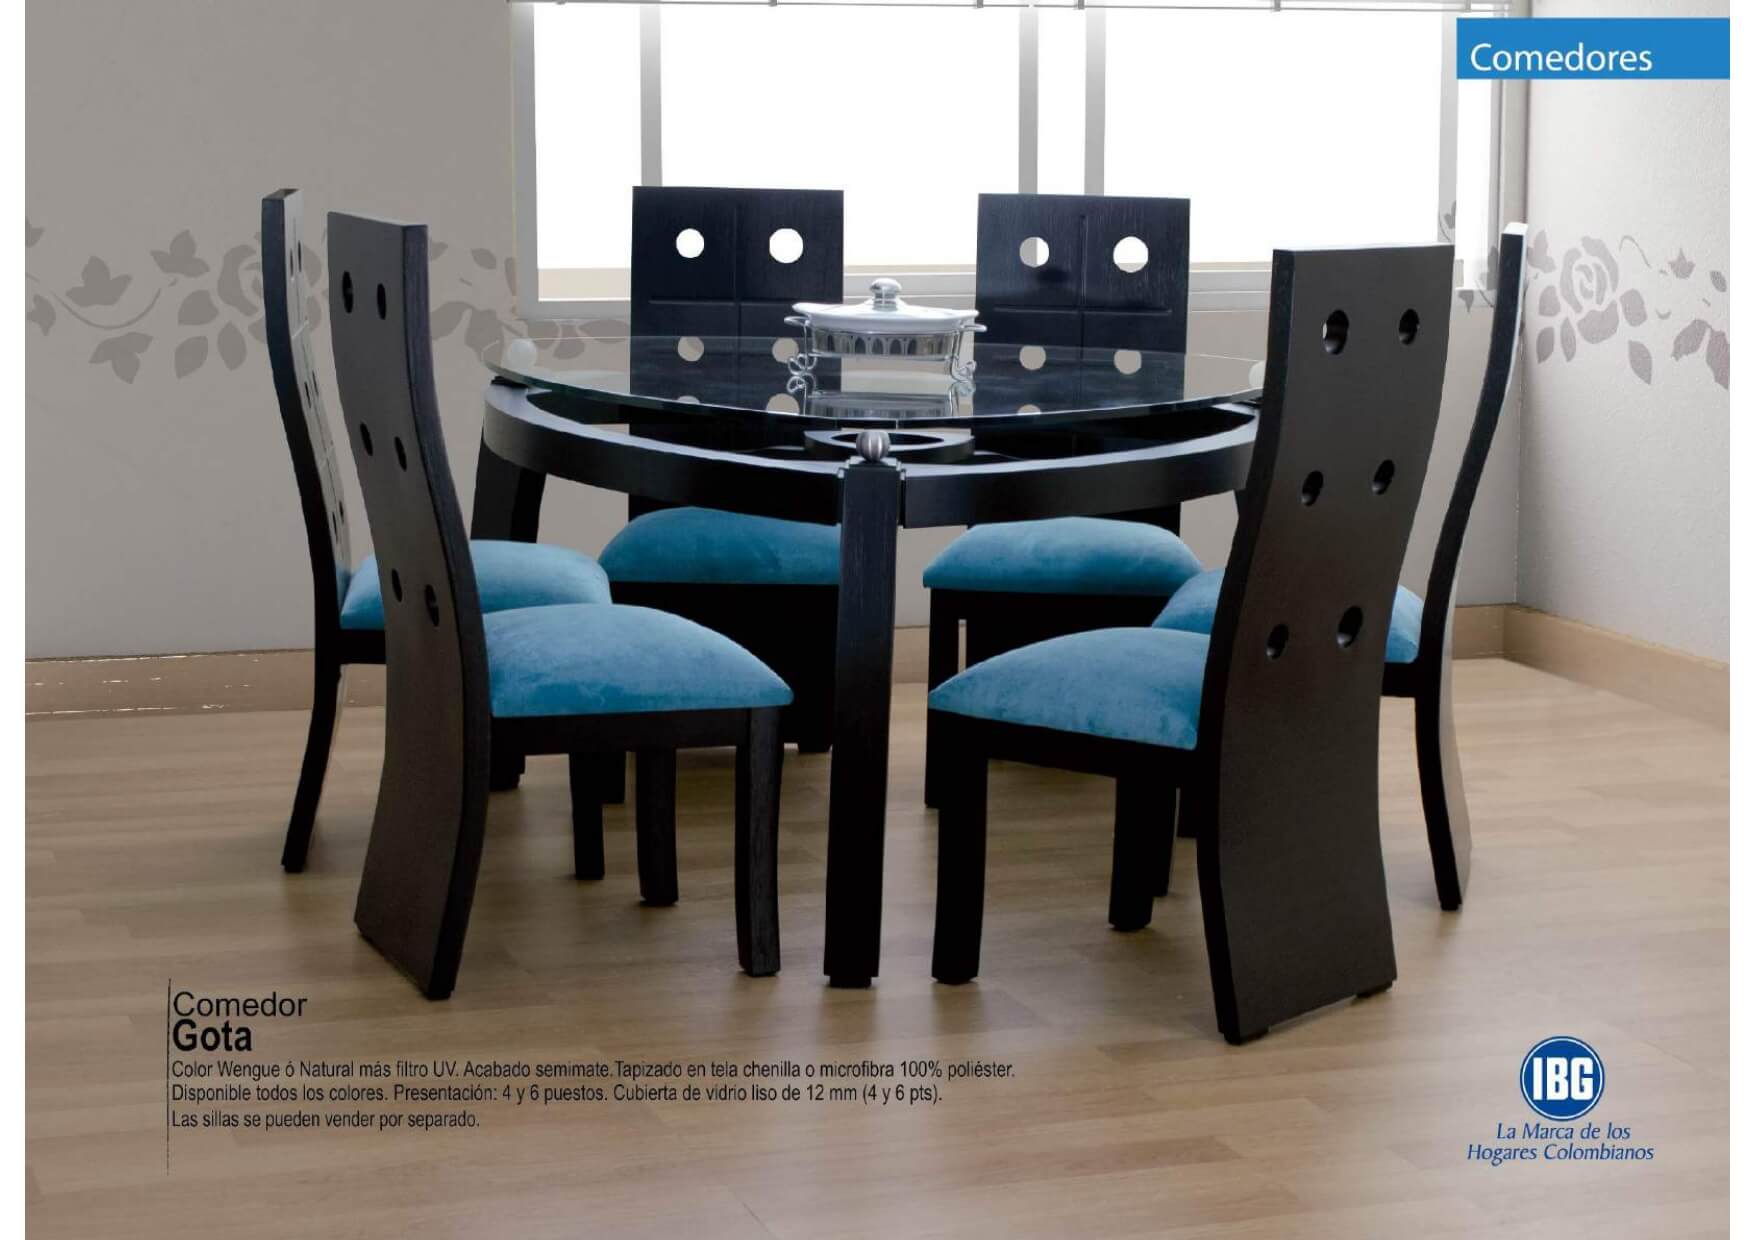 Comedores
Comedor
Gota
Color Wengue ó Natural más filtro UV. Acabado semimate. Tapizado en tela chenilla o microfibra 100% poliéster.
Disponible todos los colores. Presentación: 4 y 6 puestos. Cubierta de vidrio liso de 12 mm (4 y 6 pts).
Las sillas se pueden vender por separado.
IBG
La Marca de los
Hogares Colombianos